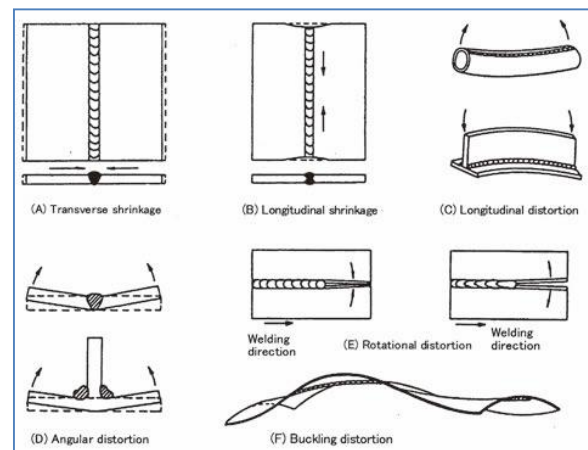 (A) Transverse shrinkage
(B) Longitudinal shrinkage
(C) Longitudinal distortion
(D) Angular distortion
Welding
direction
(E) Rotational distortion
Welding
direction
(F) Buckling distortion